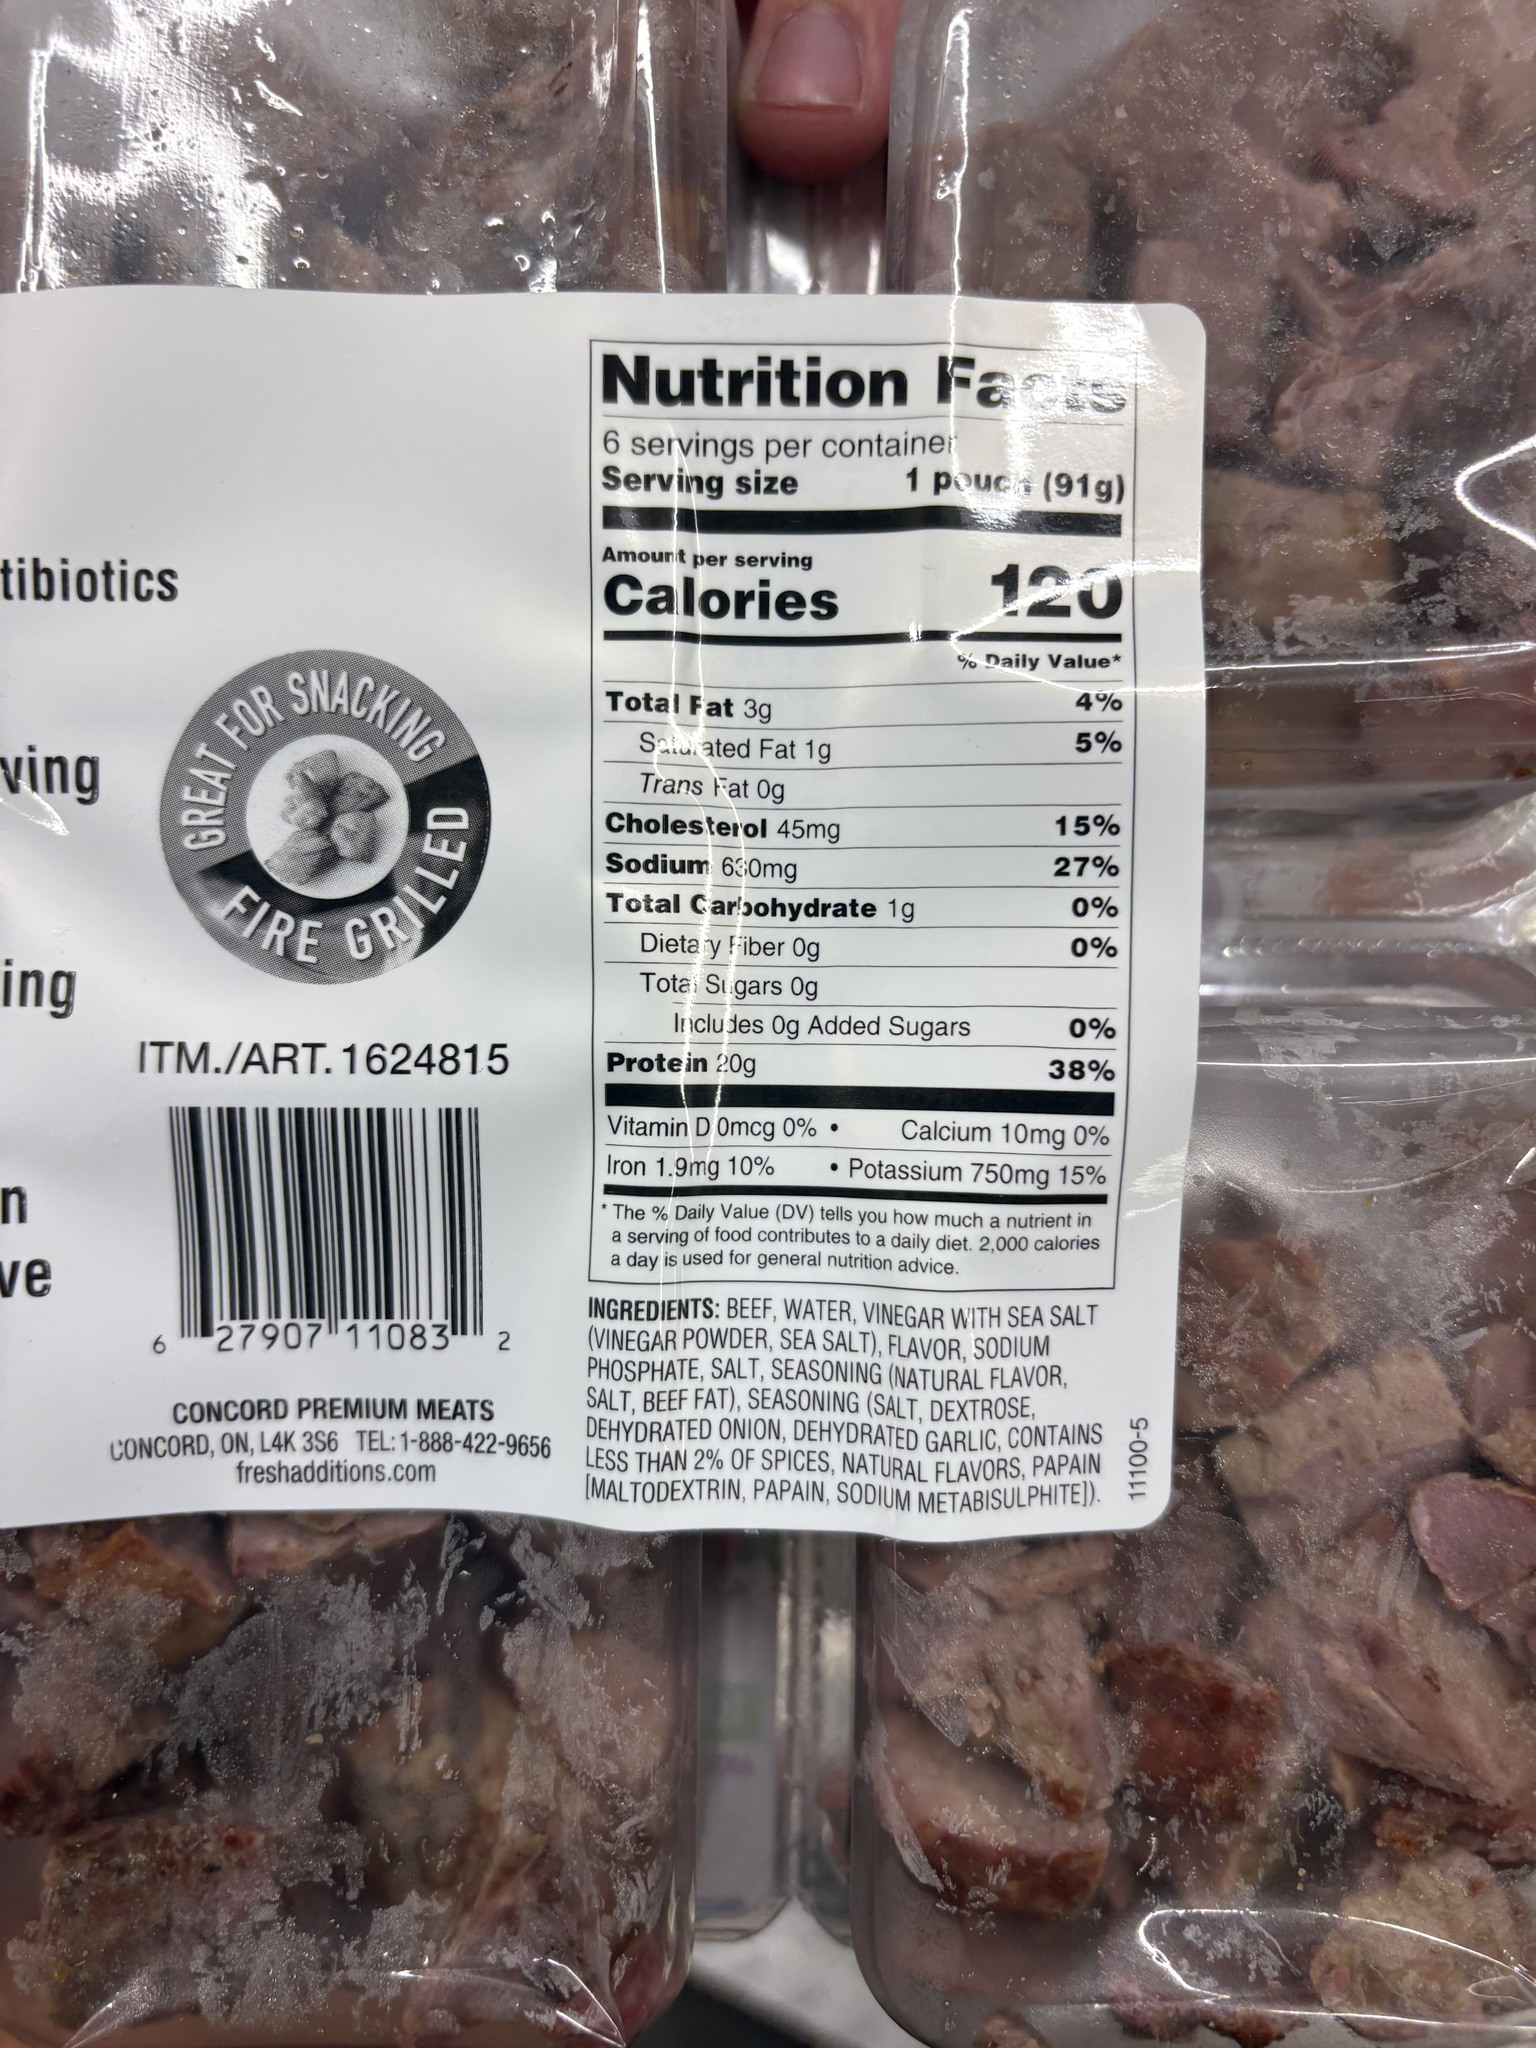 tibiotics
ving
ing
n
ve
GREAT FOR SNACKING
FIRE GRILLED
ITM./ART. 1624815
6 27907 11083 2
CONCORD PREMIUM MEATS
CONCORD, ON, L4K 3S6 TEL: 1-888-422-9656
freshadditions.com
Nutrition Facts
6 servings per container
Serving size 1 pouch (91g)
Amount per serving
Calories 120
% Daily Value*
Total Fat 3g 4%
Saturated Fat 1g 5%
Trans Fat 0g
Cholesterol 45mg 15%
Sodium 630mg 27%
Total Carbohydrate 1g 0%
Dietary Fiber 0g 0%
Total Sugars 0g
Includes 0g Added Sugars 0%
Protein 20g 38%
Vitamin D 0mcg 0% • Calcium 10mg 0%
Iron 1.9mg 10% • Potassium 750mg 15%
* The % Daily Value (DV) tells you how much a nutrient in
a serving of food contributes to a daily diet. 2,000 calories
a day is used for general nutrition advice.
INGREDIENTS: BEEF, WATER, VINEGAR WITH SEA SALT
(VINEGAR POWDER, SEA SALT), FLAVOR, SODIUM
PHOSPHATE, SALT, SEASONING (NATURAL FLAVOR,
SALT, BEEF FAT), SEASONING (SALT, DEXTROSE,
DEHYDRATED ONION, DEHYDRATED GARLIC, CONTAINS
LESS THAN 2% OF SPICES, NATURAL FLAVORS, PAPAIN
[MALTODEXTRIN, PAPAIN, SODIUM METABISULPHITE]).
11100-5